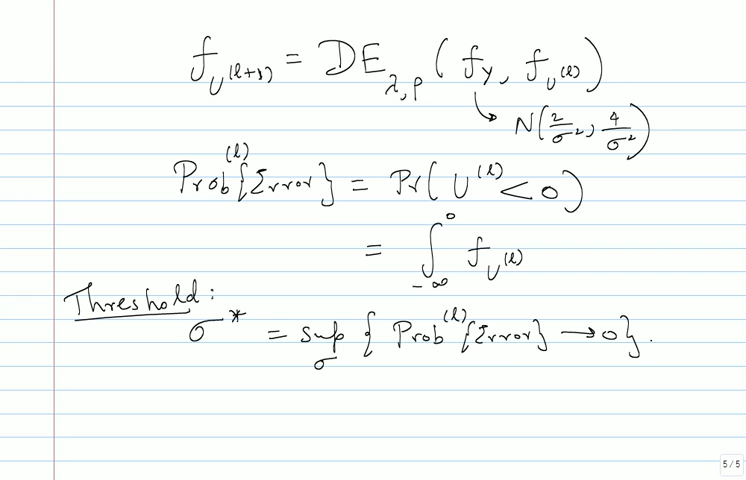 f_{U^{(l+1)}} = DE_{λ,ρ} ( f_Y, f_{U^{(l)}} )
N(2/σ², 4/σ²)
Prob^{(l)}{Error} = Pr( U^{(l)} < 0 )
= ∫_{-∞}^{0} f_{U^{(l)}}
Threshold:
σ* = sup_σ { Prob^{(l)}{Error} → 0}.
5 / 5